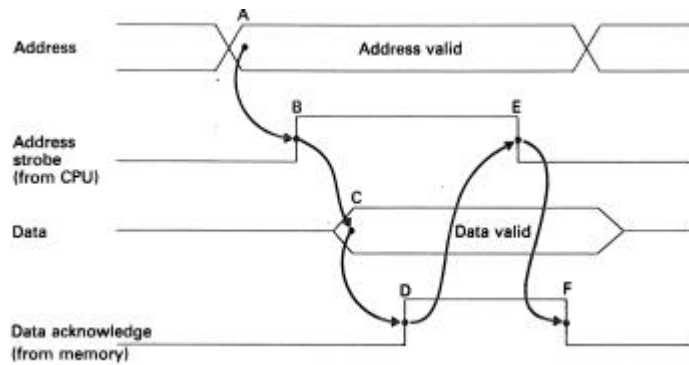 A
Address
Address valid
B
E
Address
strobe
(from CPU)
C
Data
Data valid
D
F
Data acknowledge
(from memory)